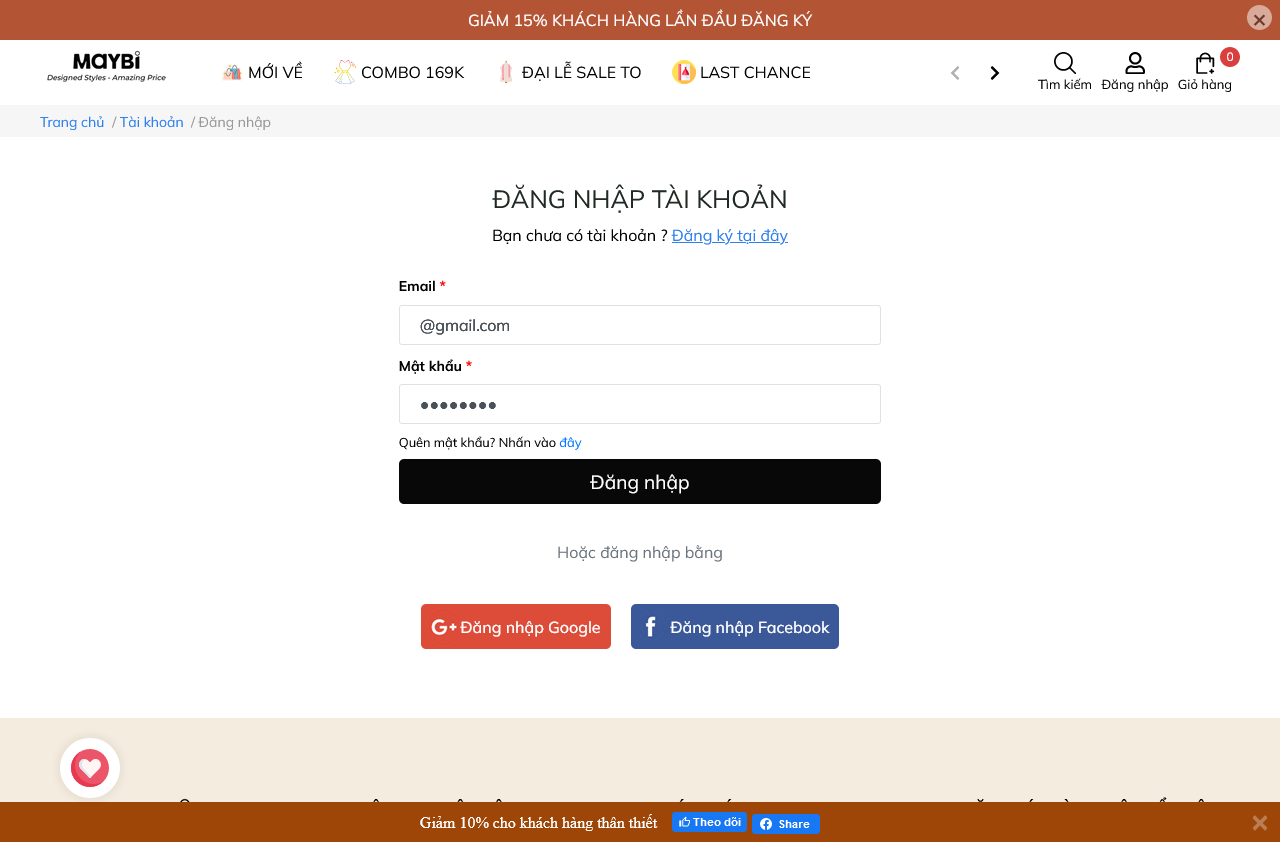 GIẢM 15% KHÁCH HÀNG LẦN ĐẦU ĐĂNG KÝ
MAYBI
Designed Styles - Amazing Price
MỚI VỀ
COMBO 169K
ĐẠI LỄ SALE TO
LAST CHANCE
Tìm kiếm
Đăng nhập
0
Giỏ hàng
Trang chủ / Tài khoản / Đăng nhập
ĐĂNG NHẬP TÀI KHOẢN
Bạn chưa có tài khoản ? Đăng ký tại đây
Email *
@gmail.com
Mật khẩu *
Quên mật khẩu? Nhấn vào đây
Đăng nhập
Hoặc đăng nhập bằng
G+ Đăng nhập Google
f Đăng nhập Facebook
Giảm 10% cho khách hàng thân thiết
Theo dõi
Share